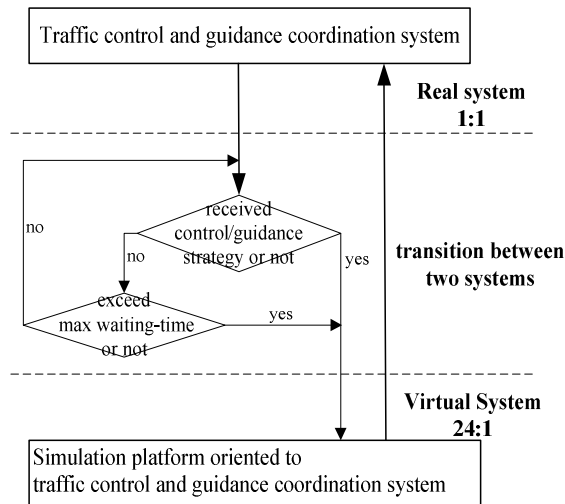 Traffic control and guidance coordination system
Real system
1:1
received
control/guidance
strategy or not
no
no
yes
transition between
two systems
exceed
max waiting-time
or not
yes
Virtual System
24:1
Simulation platform oriented to
traffic control and guidance coordination system